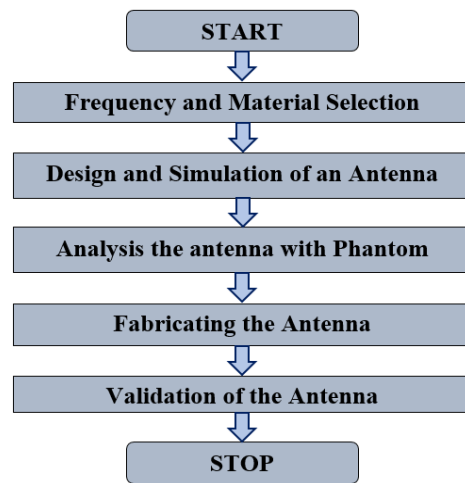 START
Frequency and Material Selection
Design and Simulation of an Antenna
Analysis the antenna with Phantom
Fabricating the Antenna
Validation of the Antenna
STOP